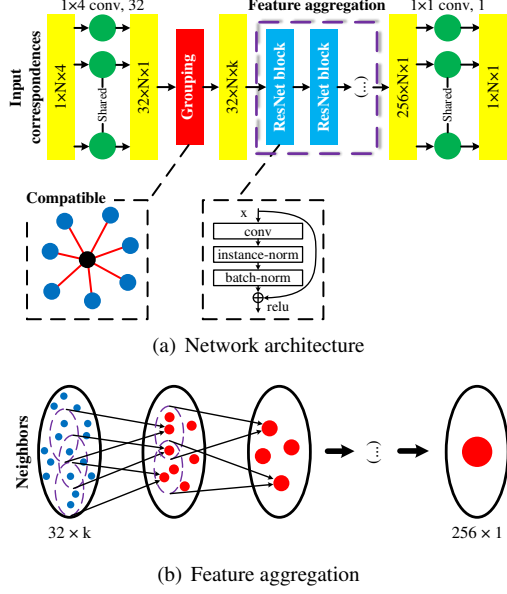 1×4 conv, 32
Feature aggregation
1×1 conv, 1
Input
correspondences
1×N×4
Shared
32×N×1
Grouping
32×N×k
ResNet block
ResNet block
(...)
256×N×1
Shared
1×N×1
Compatible
x
conv
instance-norm
batch-norm
relu
(a) Network architecture
Neighbors
(...)
32 × k
256 × 1
(b) Feature aggregation